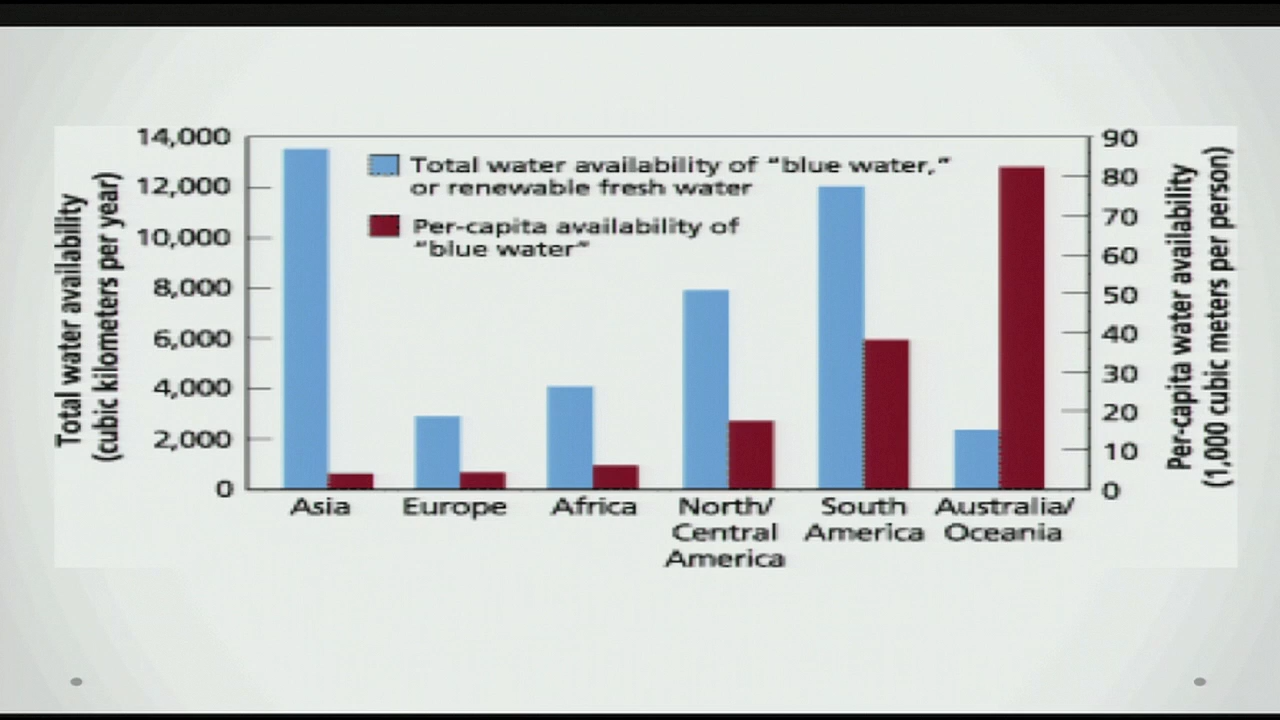 Total water availability
(cubic kilometers per year)
14,000
12,000
10,000
8,000
6,000
4,000
2,000
0
Total water availability of “blue water,”
or renewable fresh water
Per-capita availability of
“blue water”
90
80
70
60
50
40
30
20
10
0
Per-capita water availability
(1,000 cubic meters per person)
Asia
Europe
Africa
North/
Central
America
South
America
Australia/
Oceania